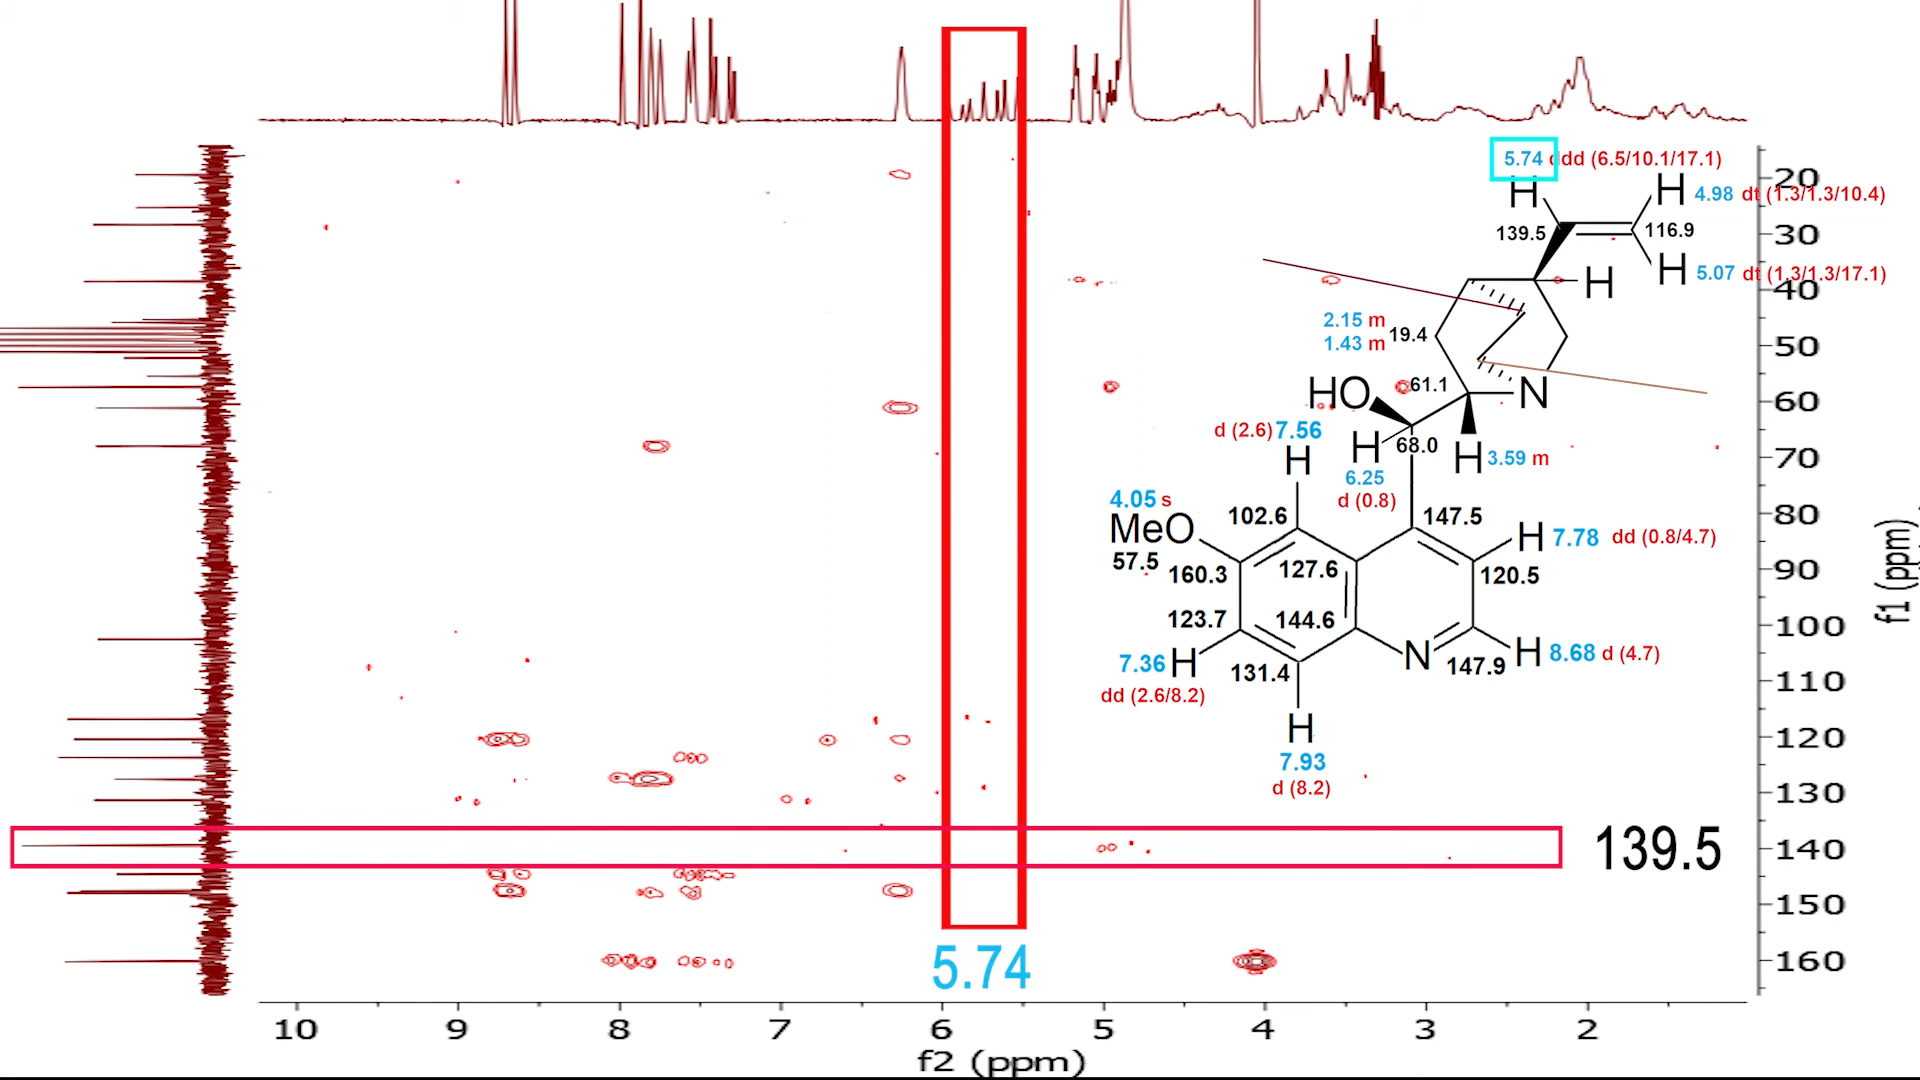 5.74 ddd (6.5/10.1/17.1)
20
4.98 dt (1.3/1.3/10.4)
H
H
139.5
116.9
30
H
H
5.07 dt (1.3/1.3/17.1)
40
2.15 m
1.43 m
19.4
50
HO
61.1
N
60
d (2.6) 7.56
H
68.0
H
3.59 m
70
H
6.25
d (0.8)
4.05 s
MeO
57.5
102.6
147.5
80
H
7.78 dd (0.8/4.7)
160.3
127.6
120.5
90
f1 (ppm)
123.7
144.6
100
7.36 H
dd (2.6/8.2)
131.4
N
147.9
H
8.68 d (4.7)
110
H
7.93
d (8.2)
120
130
139.5
140
150
5.74
160
10 9 8 7 6 5 4 3 2
f2 (ppm)